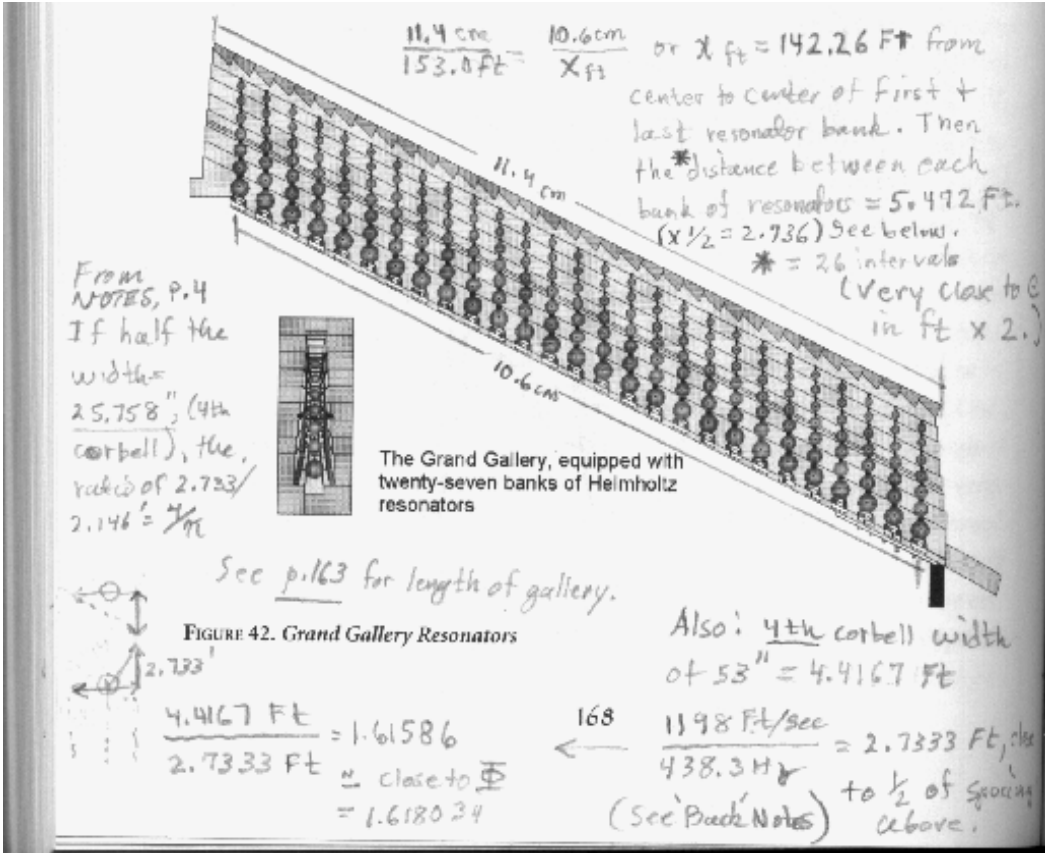 11.4 cm / 153.0 ft = 10.6 cm / X ft or X ft = 142.26 FT from
center to center of first +
last resonator bank. Then
the *distance between each
bank of resonators = 5.472 Ft.
(x 1/2 = 2.736) See below.
* = 26 intervals
(very close to e
in ft x 2.)
11.4 cm
10.6 cm
From
NOTES, P.4
If half the
width =
25.758", (4th
corbell), the
ratio of 2.733/
2.146' = 4/π
The Grand Gallery, equipped with
twenty-seven banks of Helmholtz
resonators
See p.163 for length of gallery.
FIGURE 42. Grand Gallery Resonators
2.733'
Also: 4th corbell width
of 53" = 4.4167 Ft
168
4.4167 Ft / 2.7333 Ft = 1.61586
≈ close to Φ
= 1.618034
← 1198 Ft/sec / 438.3 Hz = 2.7333 Ft, close
to 1/2 of spacing
above.
(See 'Back' Notes)